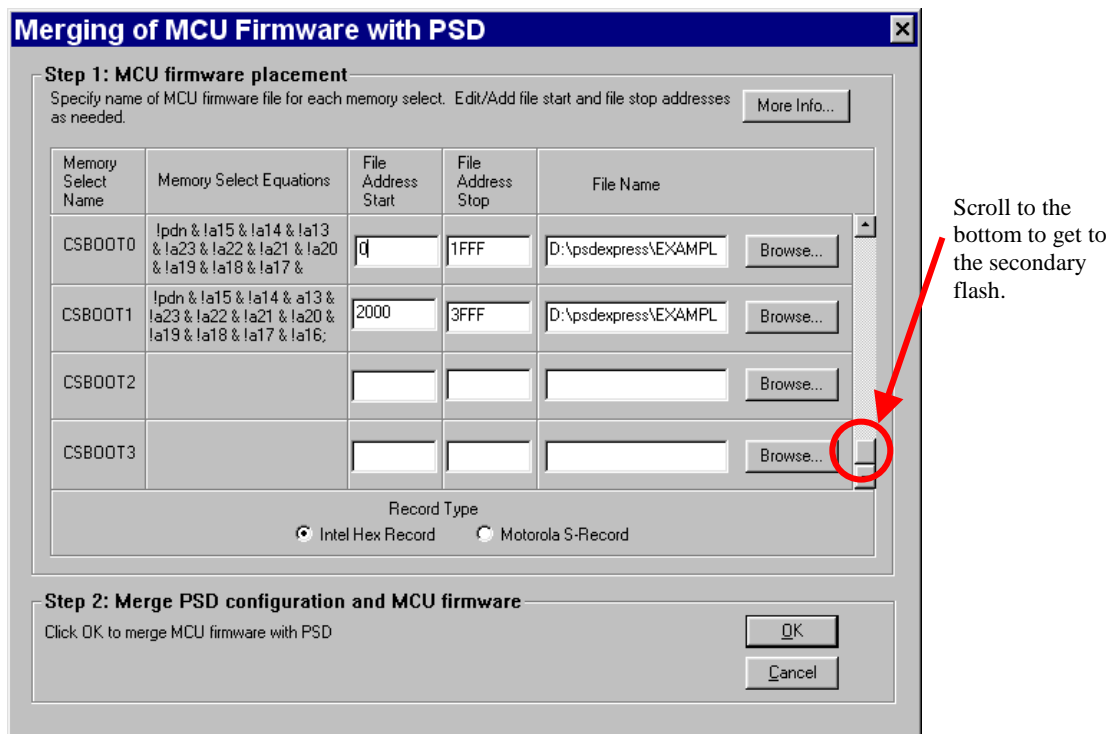 Merging of MCU Firmware with PSD
Step 1: MCU firmware placement
Specify name of MCU firmware file for each memory select. Edit/Add file start and file stop addresses
as needed.
More Info...
Memory
Select
Name
Memory Select Equations
File
Address
Start
File
Address
Stop
File Name
CSBOOT0
!pdn & !a15 & !a14 & !a13
& !a23 & !a22 & !a21 & !a20
& !a19 & !a18 & !a17 &
0
1FFF
D:\psdexpress\EXAMPL
Browse...
CSBOOT1
!pdn & !a15 & !a14 & a13 &
!a23 & !a22 & !a21 & !a20 &
!a19 & !a18 & !a17 & !a16;
2000
3FFF
D:\psdexpress\EXAMPL
Browse...
CSBOOT2
Browse...
CSBOOT3
Browse...
Record Type
Intel Hex Record
Motorola S-Record
Step 2: Merge PSD configuration and MCU firmware
Click OK to merge MCU firmware with PSD
OK
Cancel
Scroll to the
bottom to get to
the secondary
flash.